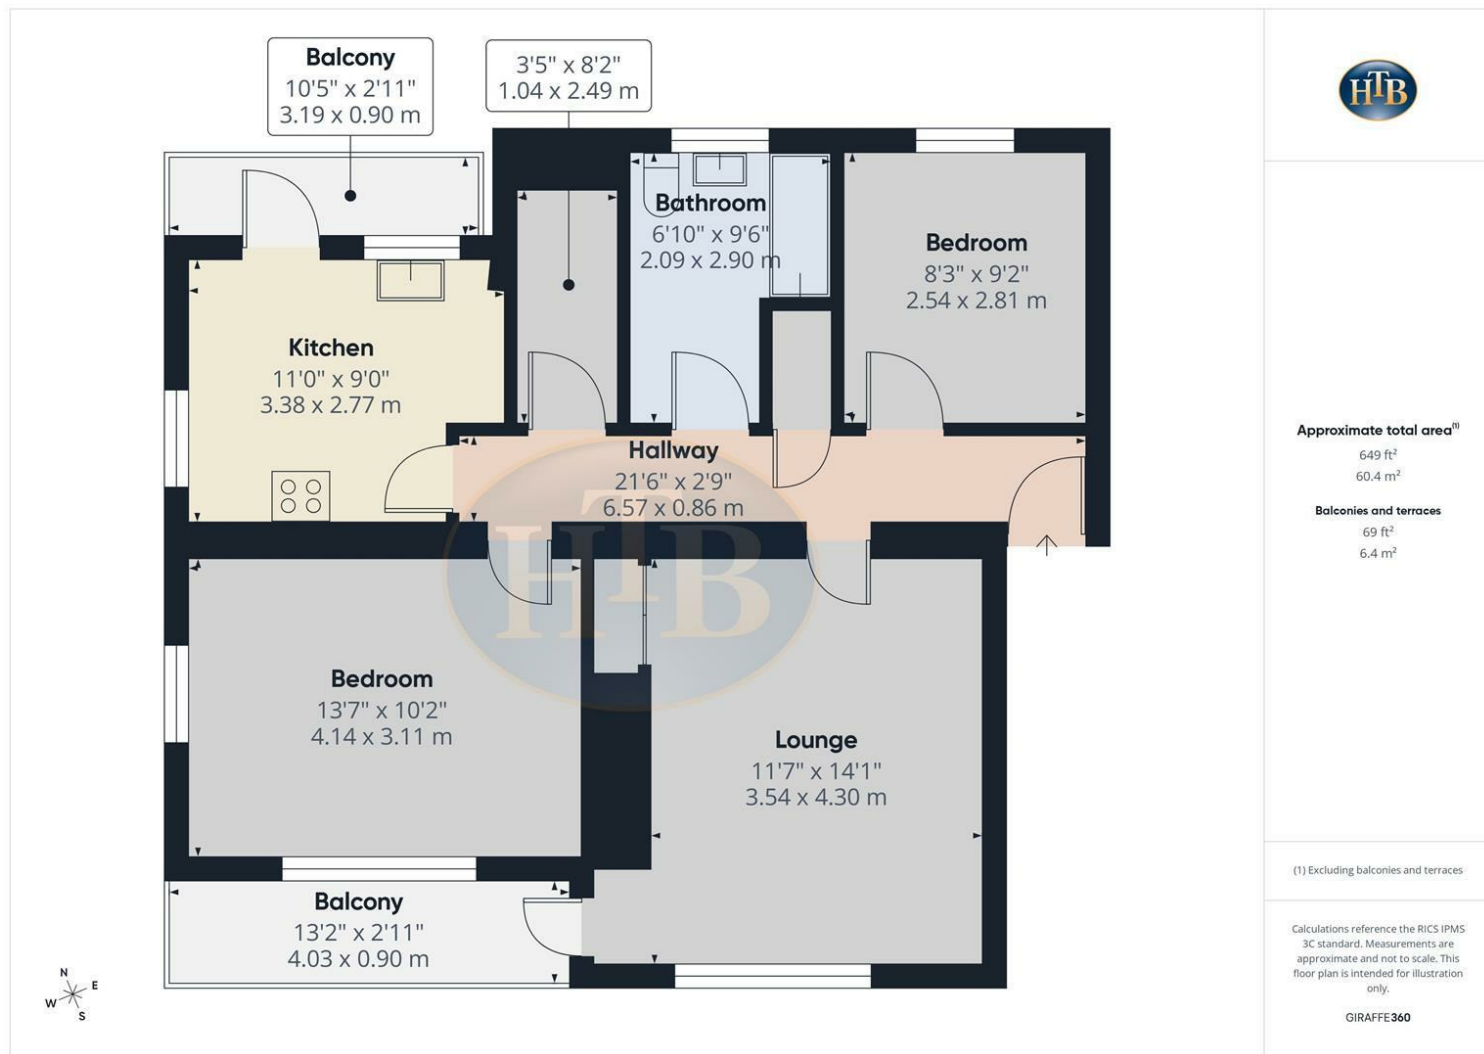 Balcony
10'5" x 2'11"
3.19 x 0.90 m
3'5" x 8'2"
1.04 x 2.49 m
HTB
Bathroom
6'10" x 9'6"
2.09 x 2.90 m
Bedroom
8'3" x 9'2"
2.54 x 2.81 m
Kitchen
11'0" x 9'0"
3.38 x 2.77 m
Hallway
21'6" x 2'9"
6.57 x 0.86 m
HTB
Bedroom
13'7" x 10'2"
4.14 x 3.11 m
Lounge
11'7" x 14'1"
3.54 x 4.30 m
Balcony
13'2" x 2'11"
4.03 x 0.90 m
N
E
W
S
Approximate total area(1)
649 ft²
60.4 m²
Balconies and terraces
69 ft²
6.4 m²
(1) Excluding balconies and terraces
Calculations reference the RICS IPMS
3C standard. Measurements are
approximate and not to scale. This
floor plan is intended for illustration
only.
GIRAFFE360